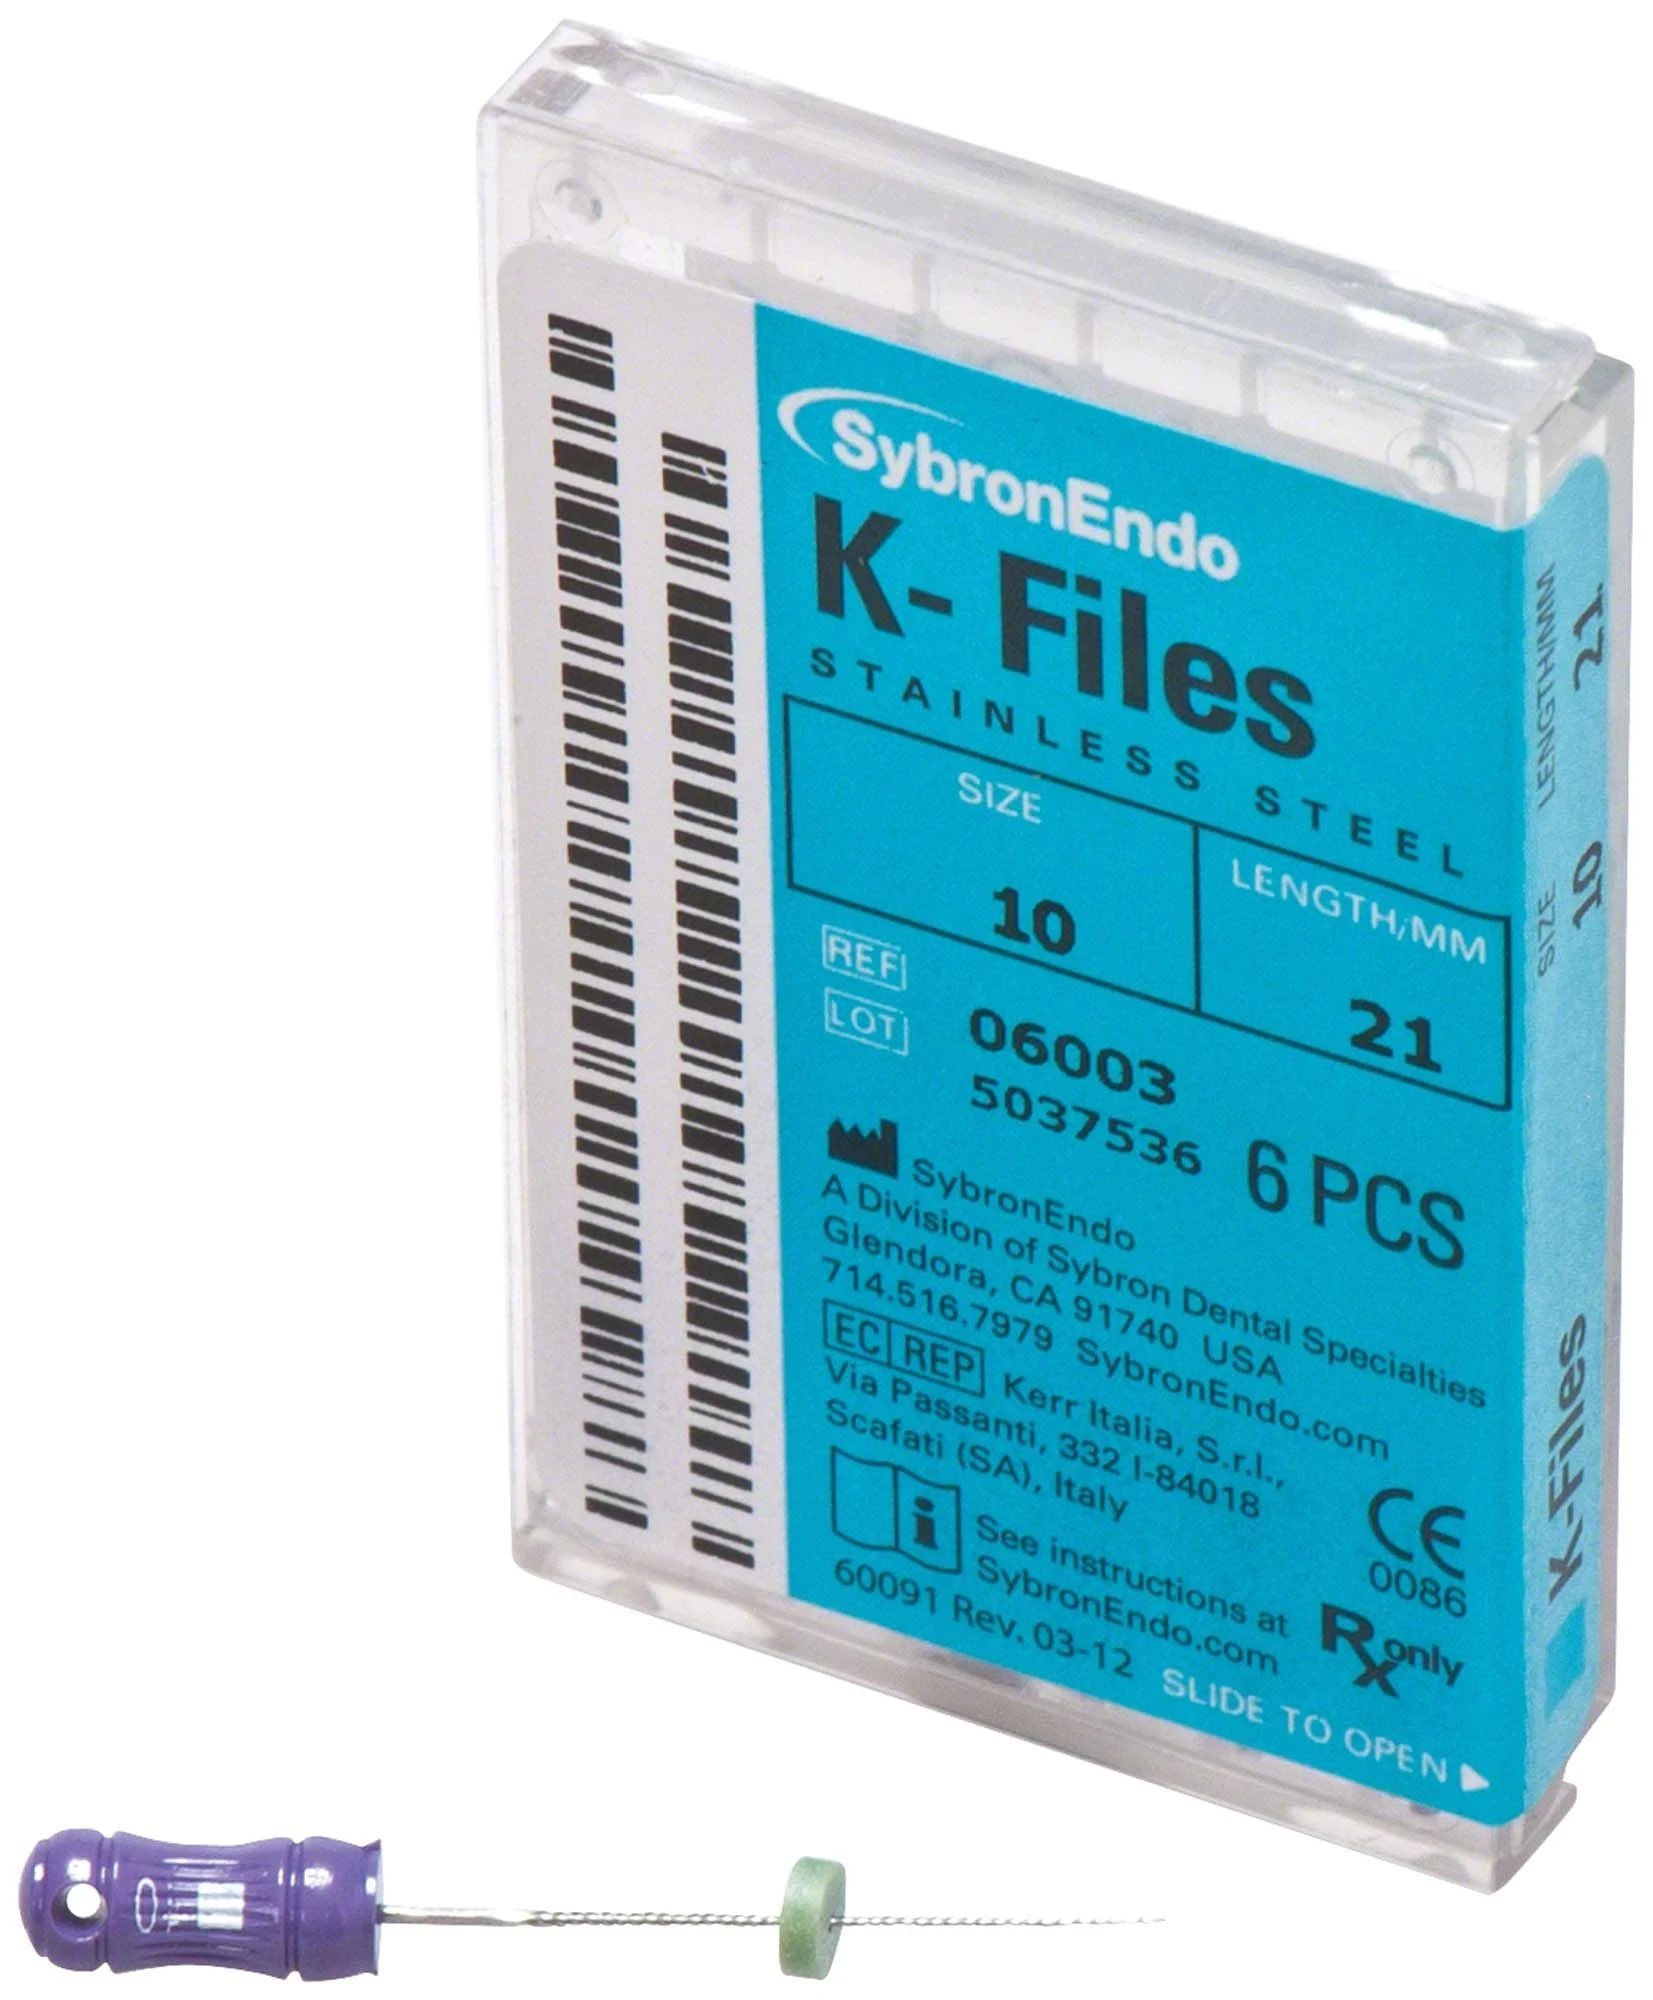 SybronEndo
K- Files
STAINLESS STEEL
SIZE
10
LENGTH/MM
21
REF
06003
LOT
5037536
6 PCS
SybronEndo
A Division of Sybron Dental Specialties
Glendora, CA 91740 USA
714.516.7979 SybronEndo.com
EC REP Kerr Italia, S.r.l.,
Via Passanti, 332 I-84018
Scafati (SA), Italy
CE
0086
i
See instructions at
SybronEndo.com
Rx only
60091 Rev. 03-12
SLIDE TO OPEN
K-Files
SIZE 10
LENGTH/MM 21